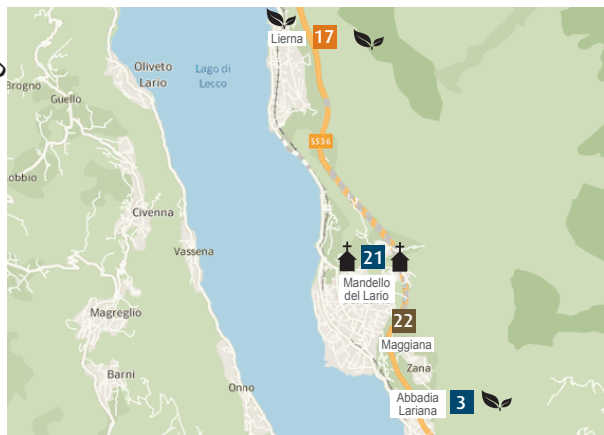 Lierna
17
Oliveto
Lario
Lago di
Lecco
Brogno
Guello
SS36
Civenna
Vassena
21
Mandello
del Lario
Magreglio
22
Maggiana
Barni
Onno
Zana
Abbadia
Lariana
3